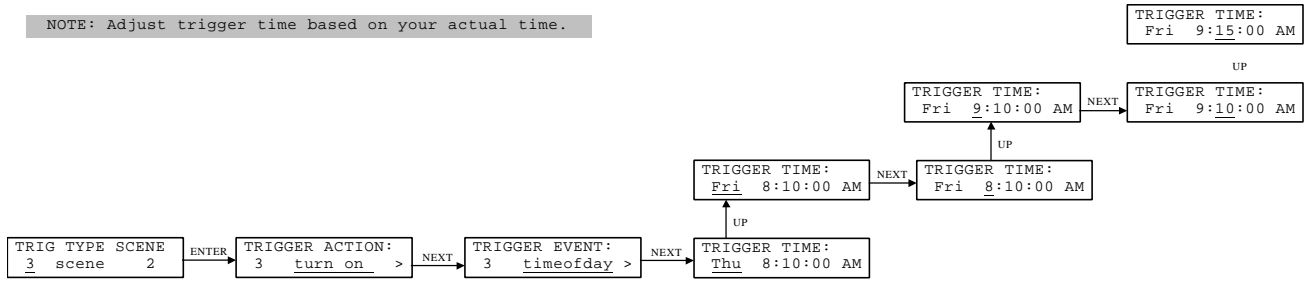 NOTE: Adjust trigger time based on your actual time.
TRIGGER TIME:
Fri 9:15:00 AM
UP
TRIGGER TIME:
Fri 9:10:00 AM
NEXT
TRIGGER TIME:
Fri 9:10:00 AM
UP
TRIGGER TIME:
Fri 8:10:00 AM
NEXT
TRIGGER TIME:
Fri 8:10:00 AM
UP
TRIG TYPE SCENE
3 scene 2
ENTER
TRIGGER ACTION:
3 turn on >
NEXT
TRIGGER EVENT:
3 timeofday >
NEXT
TRIGGER TIME:
Thu 8:10:00 AM